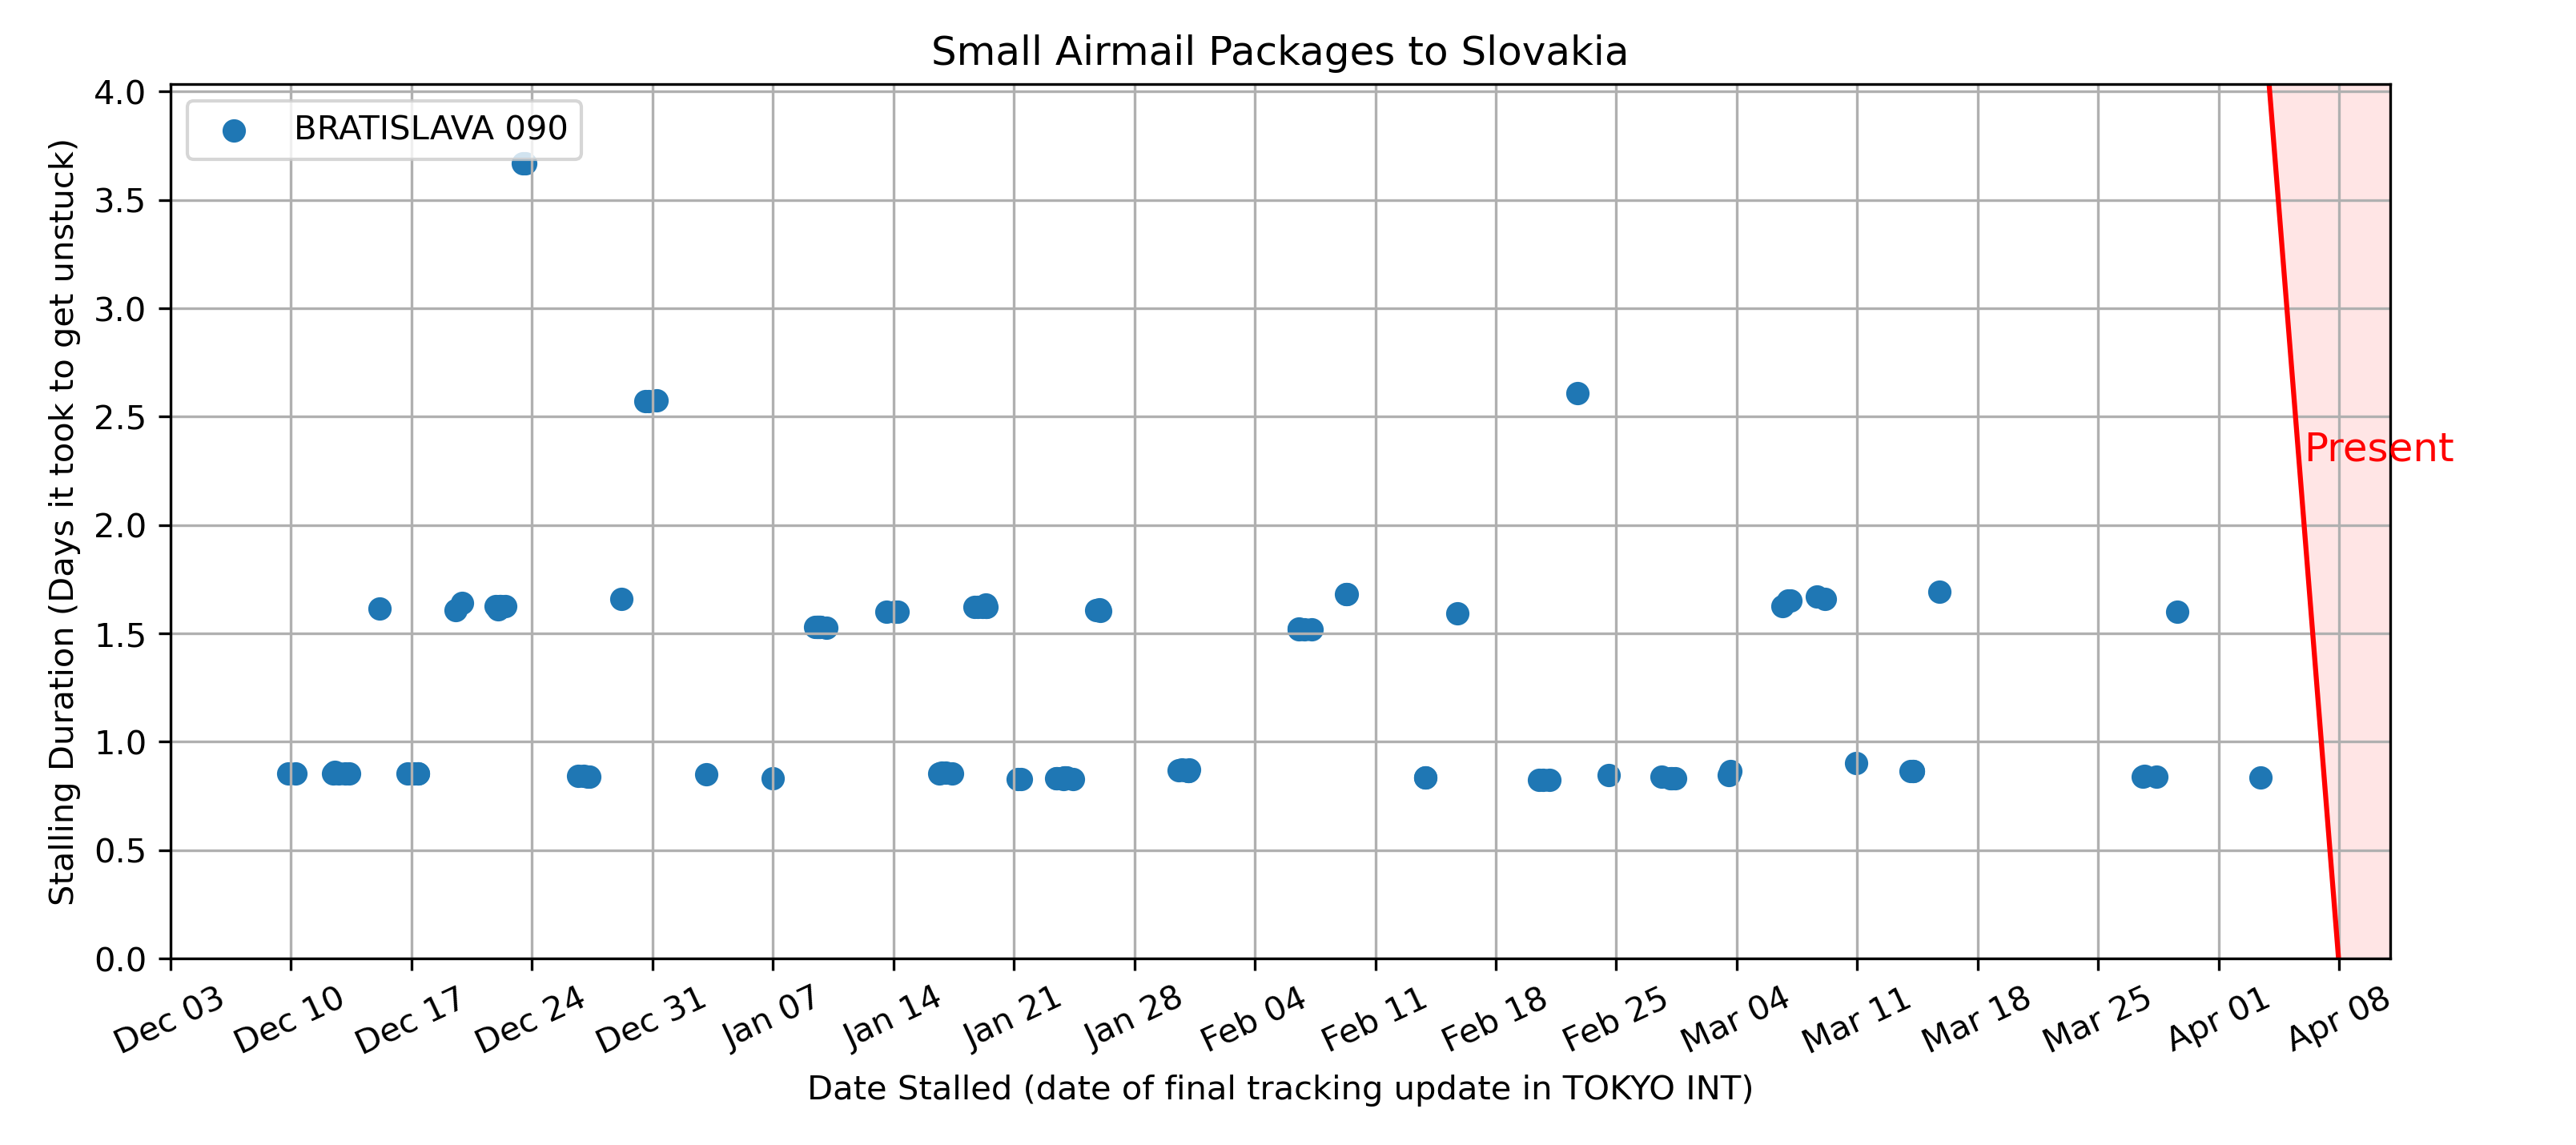 Small Airmail Packages to Slovakia
BRATISLAVA 090
Stalling Duration (Days it took to get unstuck)
4.0
3.5
3.0
2.5
2.0
1.5
1.0
0.5
0.0
Present
Dec 03
Dec 10
Dec 17
Dec 24
Dec 31
Jan 07
Jan 14
Jan 21
Jan 28
Feb 04
Feb 11
Feb 18
Feb 25
Mar 04
Mar 11
Mar 18
Mar 25
Apr 01
Apr 08
Date Stalled (date of final tracking update in TOKYO INT)